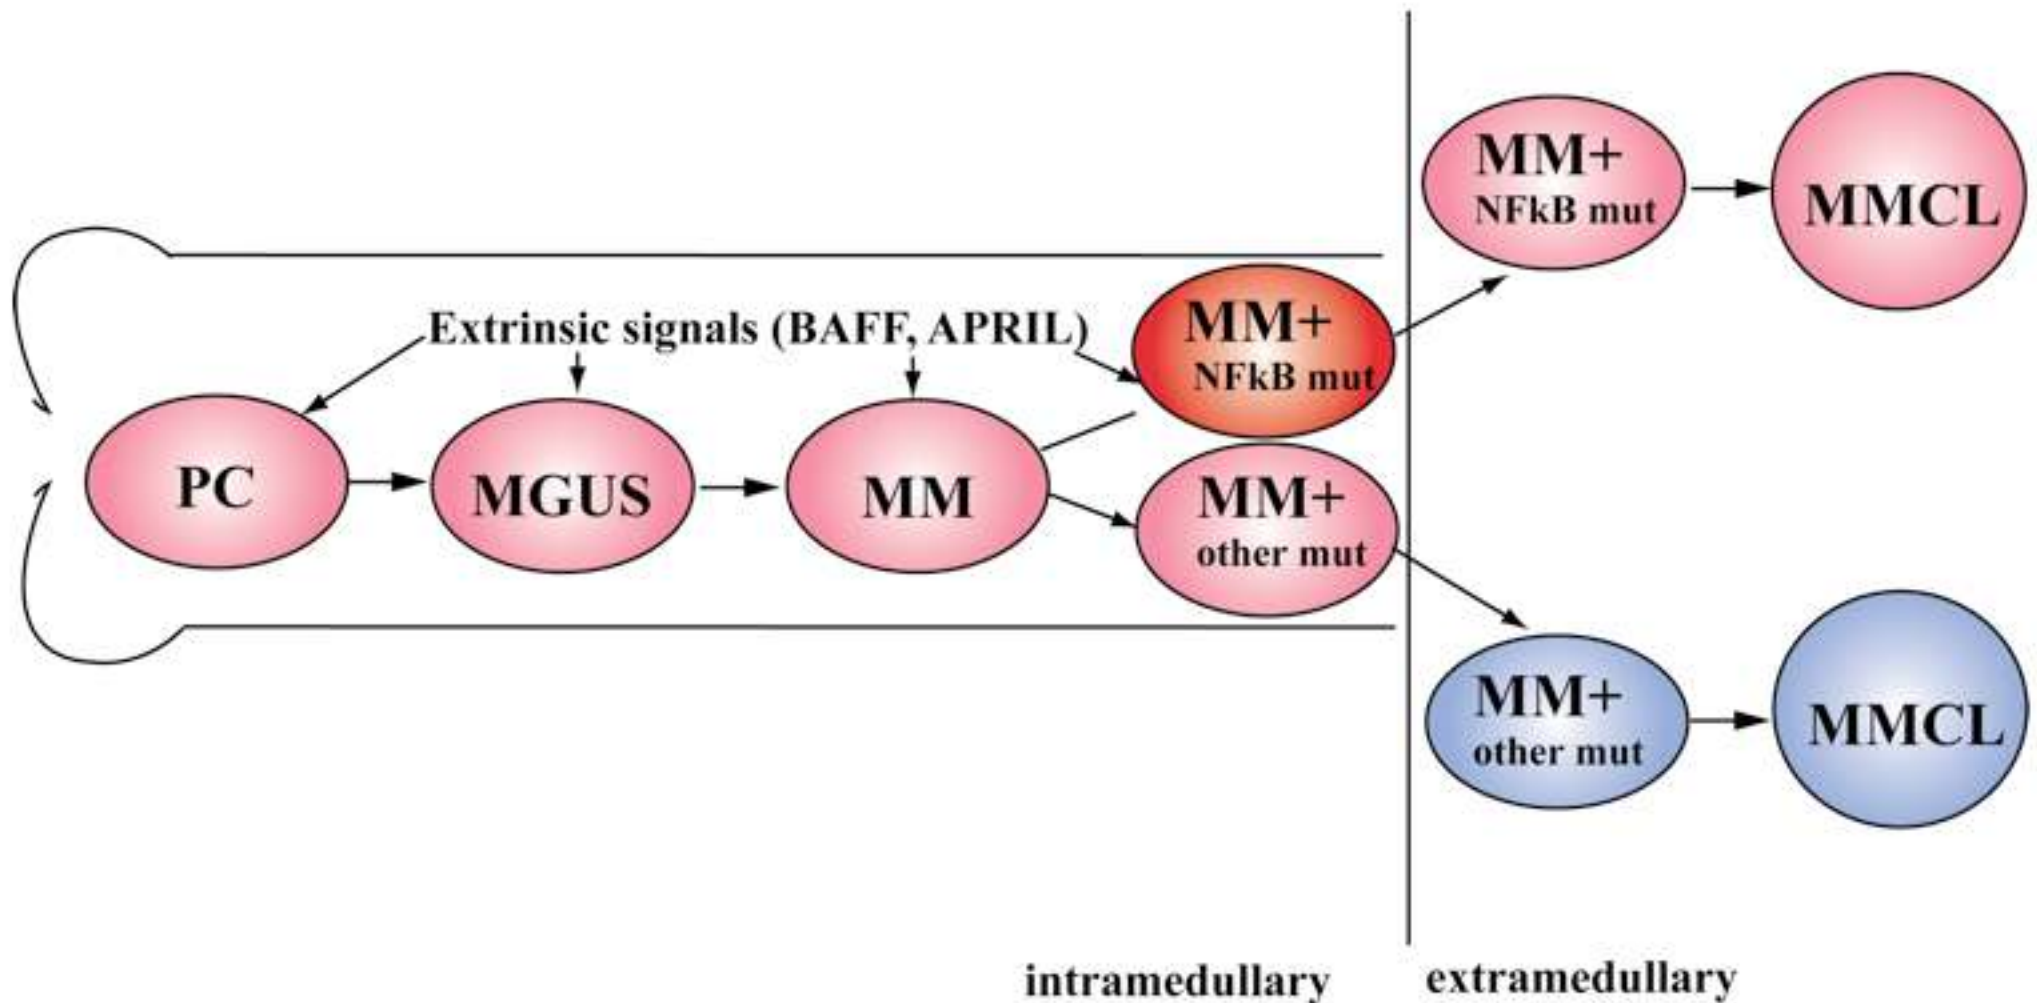 MM+
NFkB mut
MMCL
Extrinsic signals (BAFF, APRIL)
MM+
NFkB mut
PC
MGUS
MM
MM+
other mut
MM+
other mut
MMCL
intramedullary
extramedullary